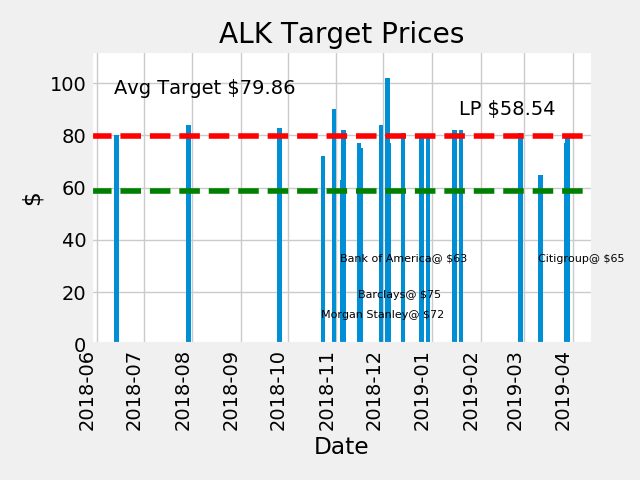 ALK Target Prices
Avg Target $79.86
LP $58.54
100
80
60
40
20
0
$
Bank of America@ $63
Citigroup@ $65
Barclays@ $75
Morgan Stanley@ $72
2018-06
2018-07
2018-08
2018-09
2018-10
2018-11
2018-12
2019-01
2019-02
2019-03
2019-04
Date